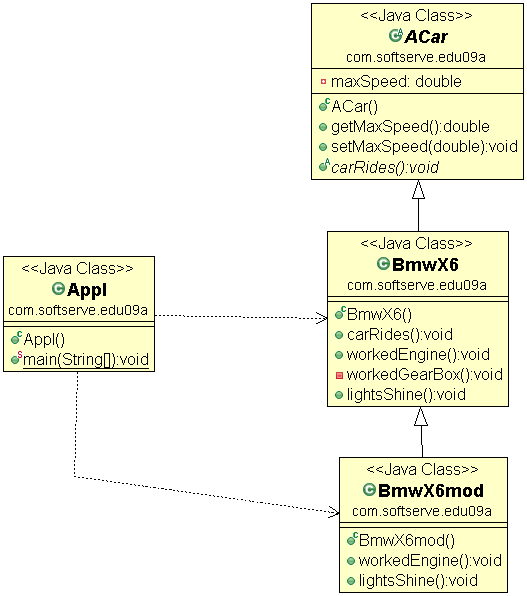 <<Java Class>>
ACar
com.softserve.edu09a
maxSpeed: double
ACar()
getMaxSpeed():double
setMaxSpeed(double):void
carRides():void
<<Java Class>>
BmwX6
com.softserve.edu09a
BmwX6()
carRides():void
workedEngine():void
workedGearBox():void
lightsShine():void
<<Java Class>>
Appl
com.softserve.edu09a
Appl()
main(String[]):void
<<Java Class>>
BmwX6mod
com.softserve.edu09a
BmwX6mod()
workedEngine():void
lightsShine():void